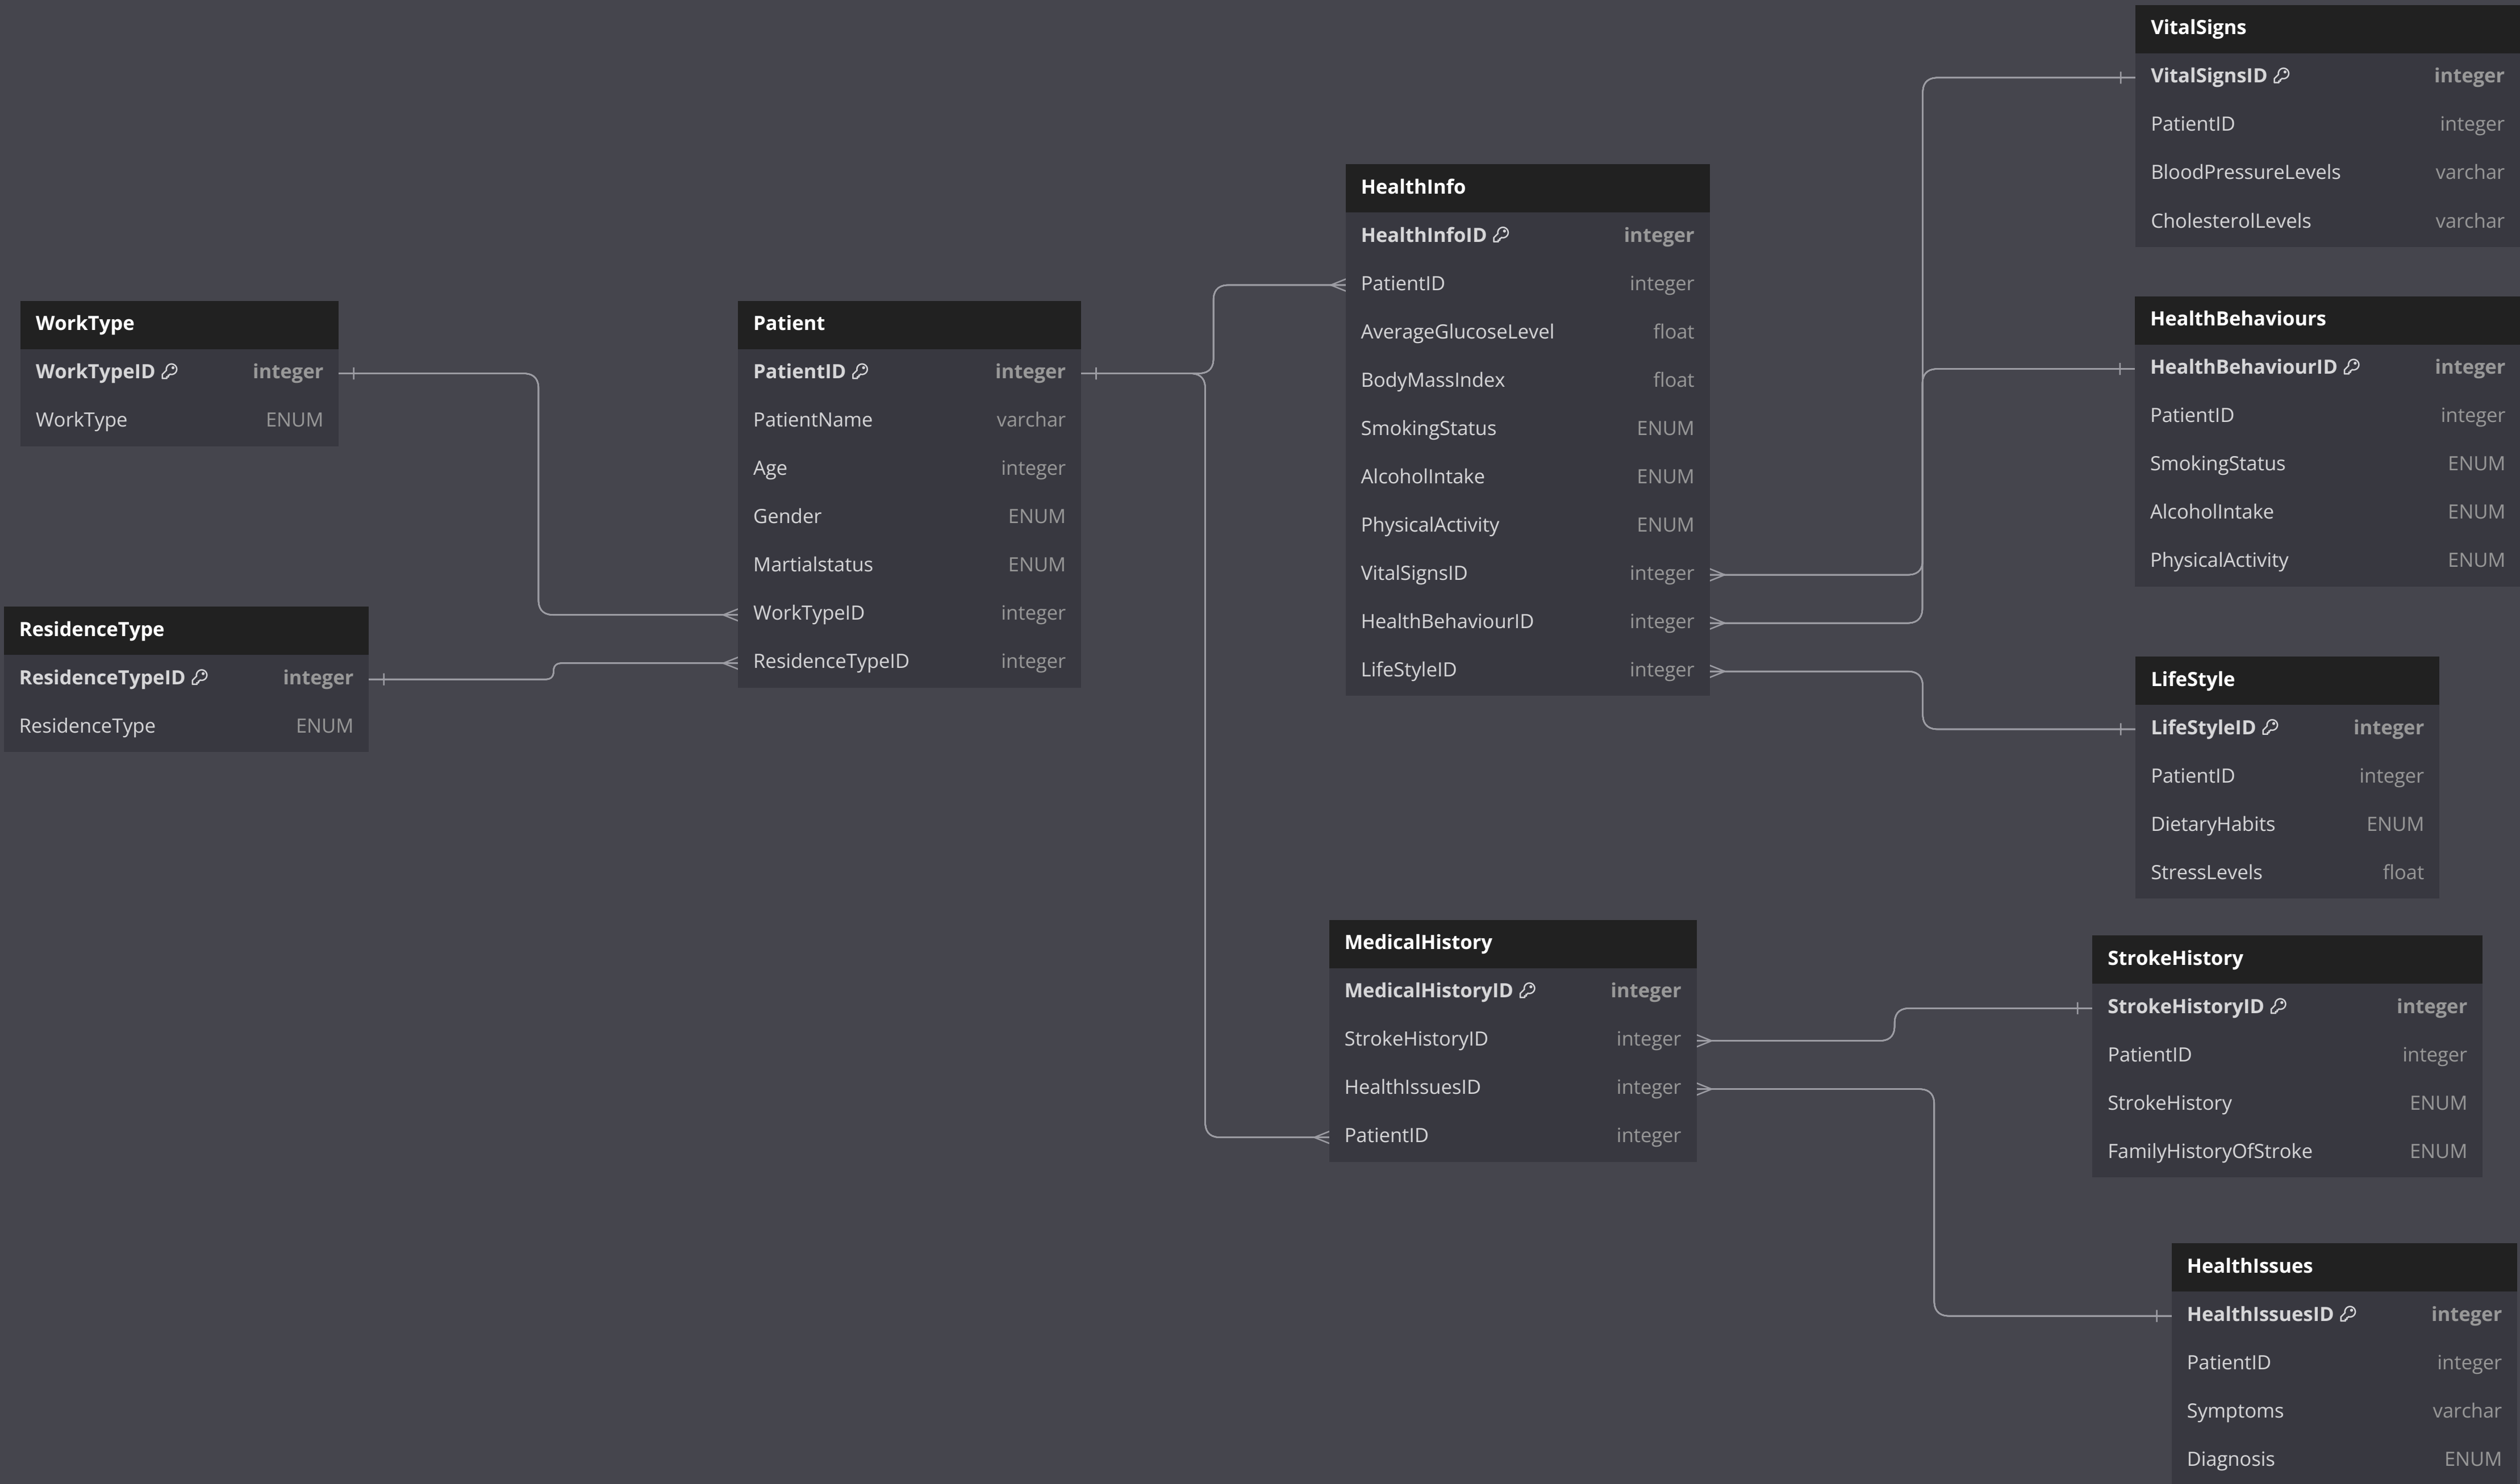 WorkType
WorkTypeID integer
WorkType ENUM
ResidenceType
ResidenceTypeID integer
ResidenceType ENUM
Patient
PatientID integer
PatientName varchar
Age integer
Gender ENUM
Martialstatus ENUM
WorkTypeID integer
ResidenceTypeID integer
HealthInfo
HealthInfoID integer
PatientID integer
AverageGlucoseLevel float
BodyMassIndex float
SmokingStatus ENUM
AlcoholIntake ENUM
PhysicalActivity ENUM
VitalSignsID integer
HealthBehaviourID integer
LifeStyleID integer
MedicalHistory
MedicalHistoryID integer
StrokeHistoryID integer
HealthIssuesID integer
PatientID integer
VitalSigns
VitalSignsID integer
PatientID integer
BloodPressureLevels varchar
CholesterolLevels varchar
HealthBehaviours
HealthBehaviourID integer
PatientID integer
SmokingStatus ENUM
AlcoholIntake ENUM
PhysicalActivity ENUM
LifeStyle
LifeStyleID integer
PatientID integer
DietaryHabits ENUM
StressLevels float
StrokeHistory
StrokeHistoryID integer
PatientID integer
StrokeHistory ENUM
FamilyHistoryOfStroke ENUM
HealthIssues
HealthIssuesID integer
PatientID integer
Symptoms varchar
Diagnosis ENUM